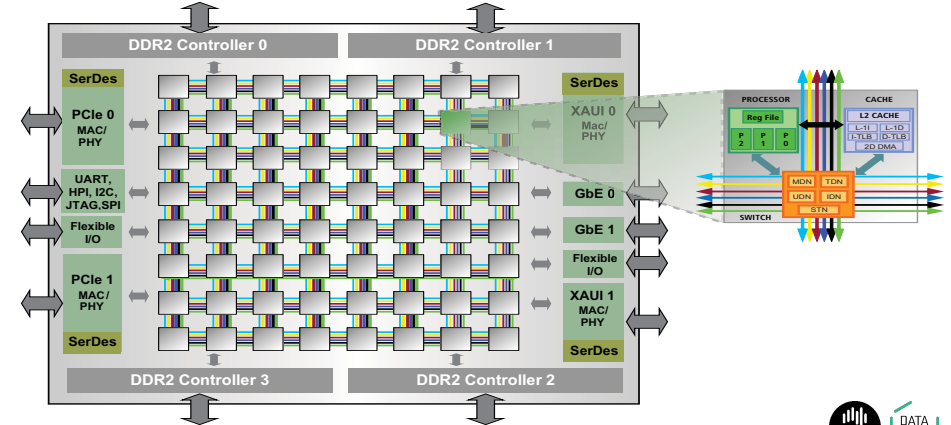 DDR2 Controller 0
DDR2 Controller 1
SerDes
PCIe 0
MAC/
PHY
UART,
HPI, I2C,
JTAG,SPI
Flexible
I/O
PCIe 1
MAC/
PHY
SerDes
SerDes
XAUI 0
Mac/
PHY
GbE 0
GbE 1
Flexible
I/O
XAUI 1
MAC/
PHY
SerDes
DDR2 Controller 3
DDR2 Controller 2
PROCESSOR
Reg File
P
2
P
1
P
0
CACHE
L2 CACHE
L-1I
L-1D
I-TLB
D-TLB
2D DMA
MDN
TDN
UDN
IDN
STN
SWITCH
DATA